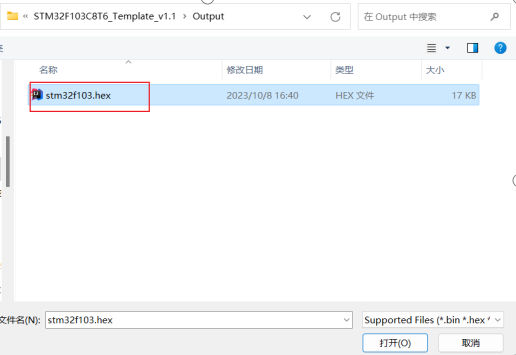 « STM32F103C8T6_Template_v1.1 > Output
在 Output 中搜索
名称 修改日期 类型 大小
stm32f103.hex 2023/10/8 16:40 HEX 文件 17 KB
文件名(N): stm32f103.hex Supported Files (*.bin *.hex *
打开(O) 取消